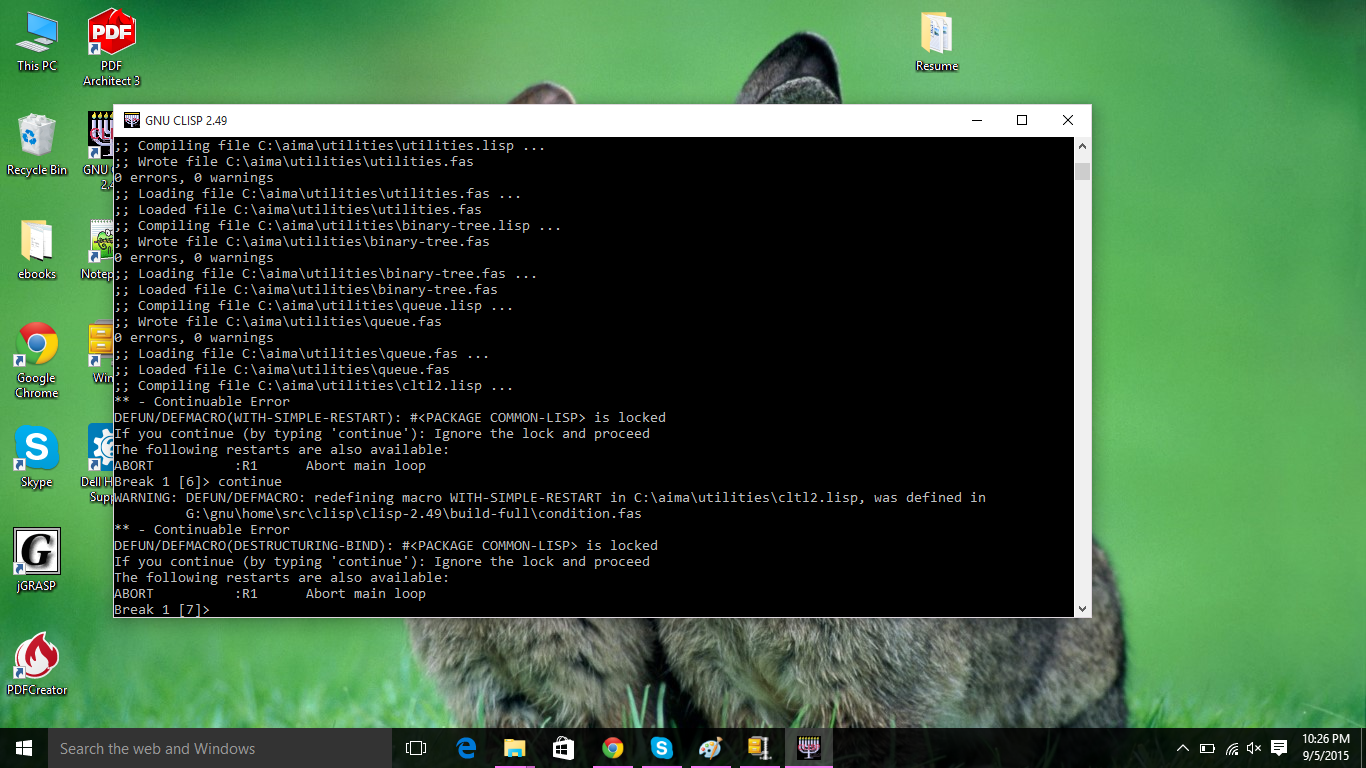 This PC
PDF
Architect 3
PDF
Resume
Recycle Bin
GNU
2.4
ebooks
Notep
Google
Chrome
Win
Skype
Dell H
Supp
jGRASP
PDFCreator
GNU CLISP 2.49
;; Compiling file C:\aima\utilities\utilities.lisp ...
;; Wrote file C:\aima\utilities\utilities.fas
0 errors, 0 warnings
;; Loading file C:\aima\utilities\utilities.fas ...
;; Loaded file C:\aima\utilities\utilities.fas
;; Compiling file C:\aima\utilities\binary-tree.lisp ...
;; Wrote file C:\aima\utilities\binary-tree.fas
0 errors, 0 warnings
;; Loading file C:\aima\utilities\binary-tree.fas ...
;; Loaded file C:\aima\utilities\binary-tree.fas
;; Compiling file C:\aima\utilities\queue.lisp ...
;; Wrote file C:\aima\utilities\queue.fas
0 errors, 0 warnings
;; Loading file C:\aima\utilities\queue.fas ...
;; Loaded file C:\aima\utilities\queue.fas
;; Compiling file C:\aima\utilities\cltl2.lisp ...
** - Continuable Error
DEFUN/DEFMACRO(WITH-SIMPLE-RESTART): #<PACKAGE COMMON-LISP> is locked
If you continue (by typing 'continue'): Ignore the lock and proceed
The following restarts are also available:
ABORT          :R1      Abort main loop
Break 1 [6]> continue
WARNING: DEFUN/DEFMACRO: redefining macro WITH-SIMPLE-RESTART in C:\aima\utilities\cltl2.lisp, was defined in
G:\gnu\home\src\clisp\clisp-2.49\build-full\condition.fas
** - Continuable Error
DEFUN/DEFMACRO(DESTRUCTURING-BIND): #<PACKAGE COMMON-LISP> is locked
If you continue (by typing 'continue'): Ignore the lock and proceed
The following restarts are also available:
ABORT          :R1      Abort main loop
Break 1 [7]>
Search the web and Windows
10:26 PM
9/5/2015